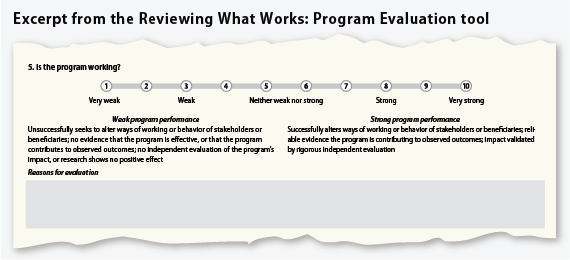 Excerpt from the Reviewing What Works: Program Evaluation tool
5. Is the program working?
1 2 3 4 5 6 7 8 9 10
Very weak Weak Neither weak nor strong Strong Very strong
Weak program performance
Unsuccessfully seeks to alter ways of working or behavior of stakeholders or
beneficiaries; no evidence that the program is effective, or that the program
contributes to observed outcomes; no independent evaluation of the program's
impact, or research shows no positive effect
Strong program performance
Successfully alters ways of working or behavior of stakeholders or beneficiaries; reli-
able evidence the program is contributing to observed outcomes; impact validated
by rigorous independent evaluation
Reasons for evaluation